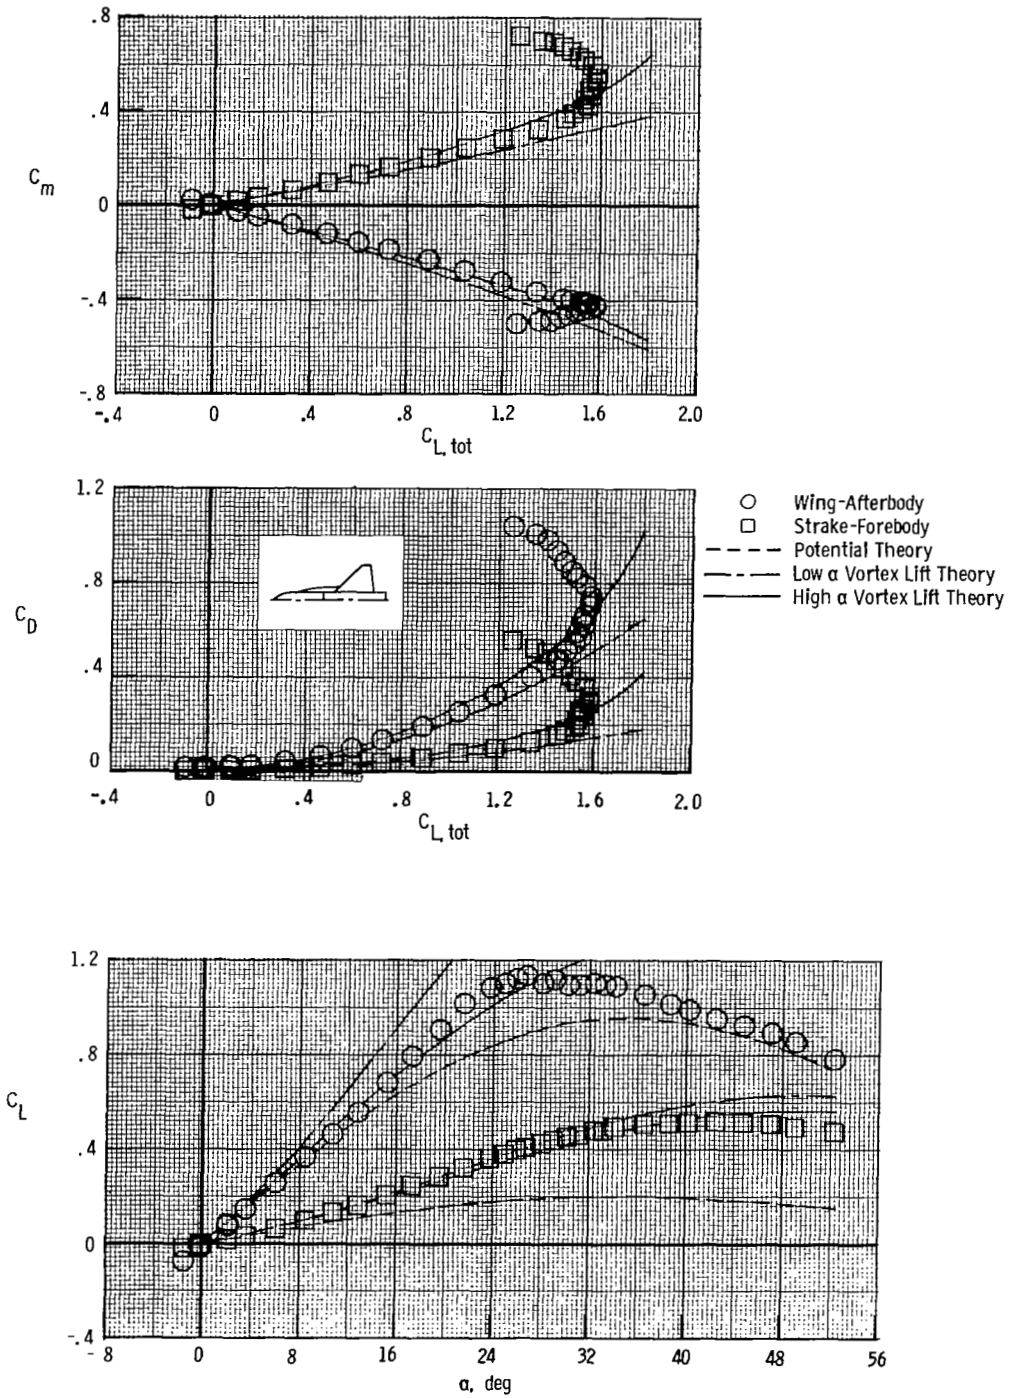 .8
.4
C_m
0
-.4
-.8
-.4 0 .4 .8 1.2 1.6 2.0
C_L, tot
1.2
.8
C_D
.4
0
-.4 0 .4 .8 1.2 1.6 2.0
C_L, tot
Wing-Afterbody
Strake-Forebody
Potential Theory
Low α Vortex Lift Theory
High α Vortex Lift Theory
1.2
.8
C_L
.4
0
-.4
-8 0 8 16 24 32 40 48 56
α, deg